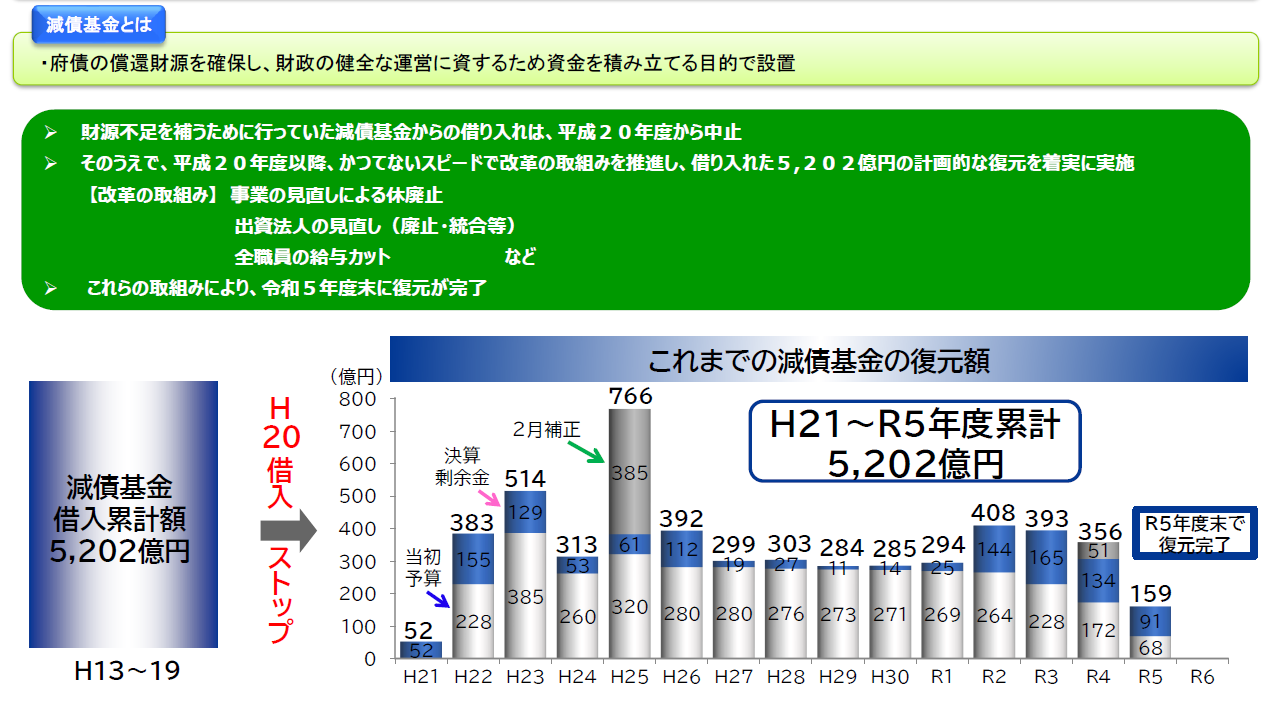 減債基金とは
・府債の償還財源を確保し、財政の健全な運営に資するため資金を積み立てる目的で設置
➢ 財源不足を補うために行っていた減債基金からの借り入れは、平成２０年度から中止
➢ そのうえで、平成２０年度以降、かつてないスピードで改革の取組みを推進し、借り入れた５,２０２億円の計画的な復元を着実に実施
【改革の取組み】 事業の見直しによる休廃止
出資法人の見直し（廃止・統合等）
全職員の給与カット など
➢ これらの取組みにより、令和５年度末に復元が完了
これまでの減債基金の復元額
減債基金
借入累計額
5,202億円
H13～19
H
20
借
入
ス
ト
ッ
プ
（億円）
800
700
600
500
400
300
200
100
0
H21～R5年度累計
5,202億円
R5年度末で
復元完了
当初
予算
決算
剰余金
2月補正
52
52
383
155
228
514
129
385
313
53
260
766
385
61
320
392
112
280
299
19
280
303
27
276
284
11
273
285
14
271
294
25
269
408
144
264
393
165
228
356
51
134
172
159
91
68
H21 H22 H23 H24 H25 H26 H27 H28 H29 H30 R1 R2 R3 R4 R5 R6